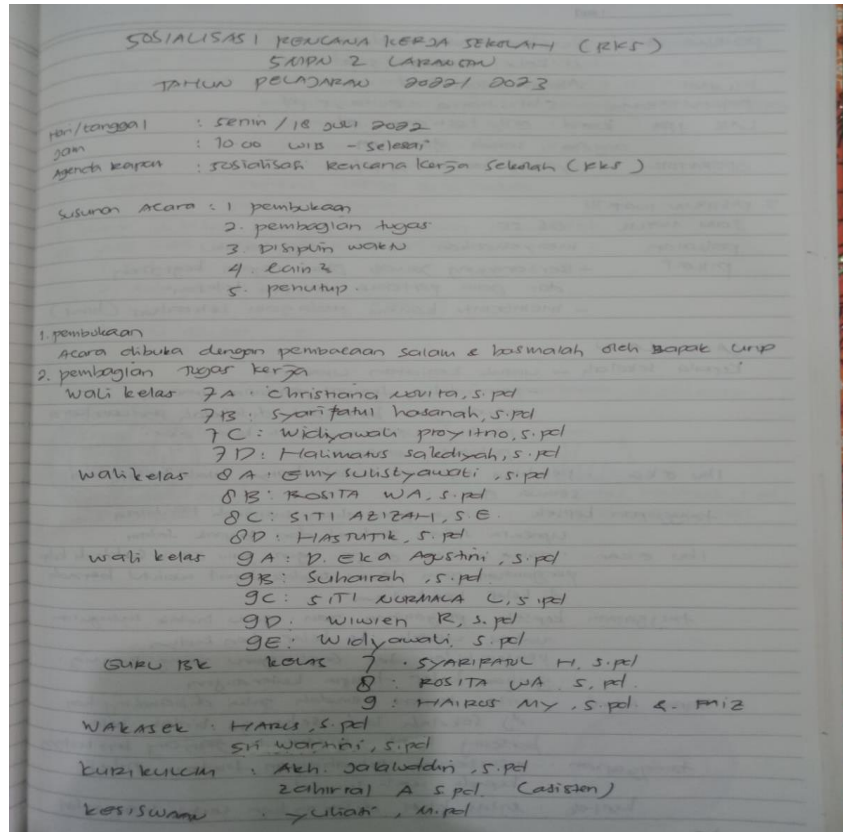 SOSIALISASI RENCANA KERJA SEKOLAH (RKS)
SMPN 2 LARANGAN
TAHUN PELAJARAN 2022/2023
Hari/tanggal : senin / 18 Juli 2022
Jam : 10 00 WIB - selesai
Agenda Rapat : sosialisasi Rencana Kerja Sekolah (RKS)
Susunan Acara : 1 pembukaan
2. pembagian tugas
3 Disiplin waktu
4. lain 2
5. penutup.
1. pembukaan
Acara dibuka dengan pembacaan salam & basmalah oleh Bapak Urip
2. pembagian Tugas kerja
Wali kelas 7A : Christiana Novita, S.pd
7B : Syarifatul hasanah, S.pd
7C : Widiyawati proyitno, S.pd
7D : Halimatus sakdiyah, S.pd
Wali kelas 8A : Emy Sulistyawati, S.pd
8B : ROSITA WA, S.pd
8C : SITI AZIZAH, S.E.
8D : HASTUTIK, S.pd
Wali kelas 9A : D. Eka Agustini, S.pd
9B : Suhairah, S.pd.
9C : SITI NURMALA L, S.pd
9D : WIWIEN R, S.pd
9E : Widyawati, S.pd
GURU BK KELAS 7 : SYARIFATUL H, S.pd
8 : ROSITA WA S.pd.
9 : HAIRUS MY, S.pd. &
WAKASEK : HARUS, S.pd
Sri Warnini, S.pd
KURIKULUM : Akh. Jalaluddin, S.pd
Zahirral A S.pd. (asisten)
KESISWAAN : Yuliati, M.pd